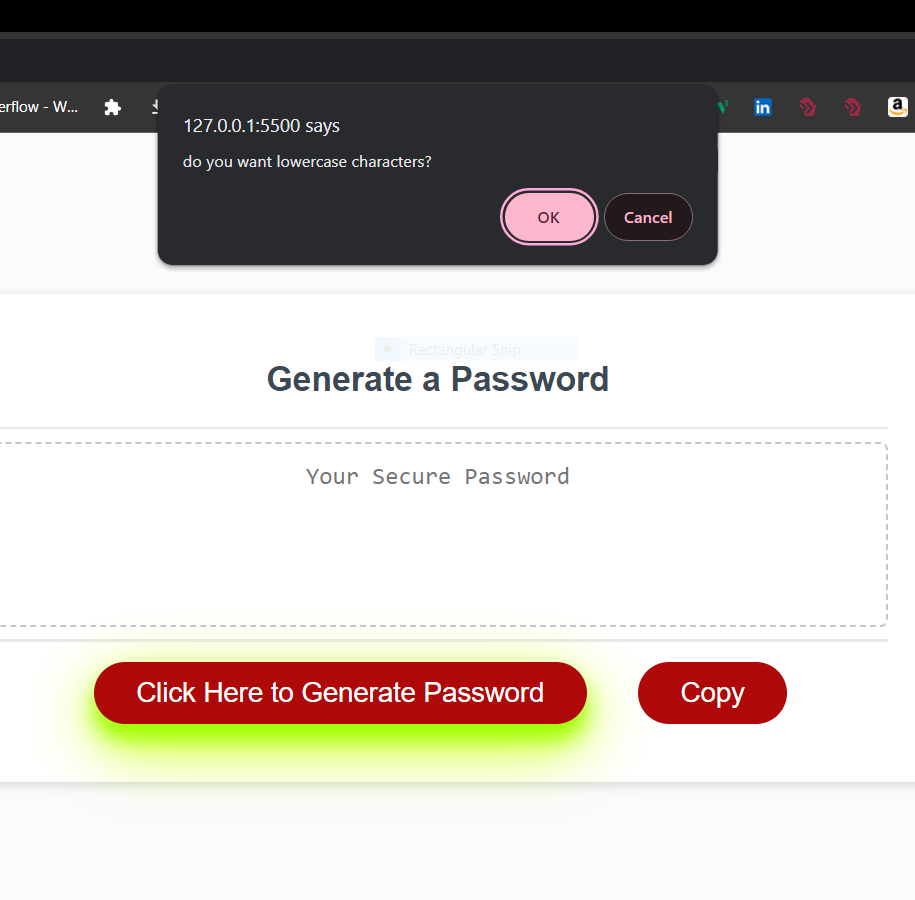 erflow - W...
127.0.0.1:5500 says
do you want lowercase characters?
OK
Cancel
Rectangular Snip
Generate a Password
Your Secure Password
Click Here to Generate Password
Copy